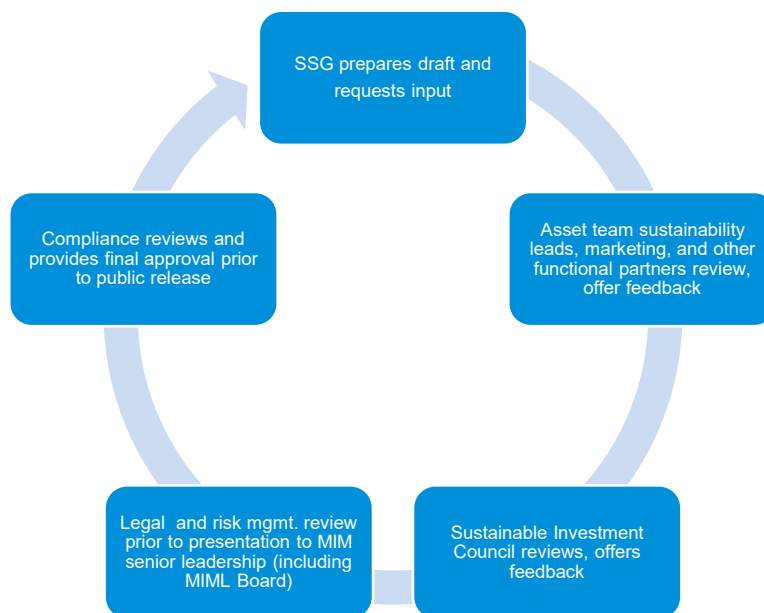 SSG prepares draft and
requests input
Asset team sustainability
leads, marketing, and other
functional partners review,
offer feedback
Sustainable Investment
Council reviews, offers
feedback
Legal and risk mgmt. review
prior to presentation to MIM
senior leadership (including
MIML Board)
Compliance reviews and
provides final approval prior
to public release